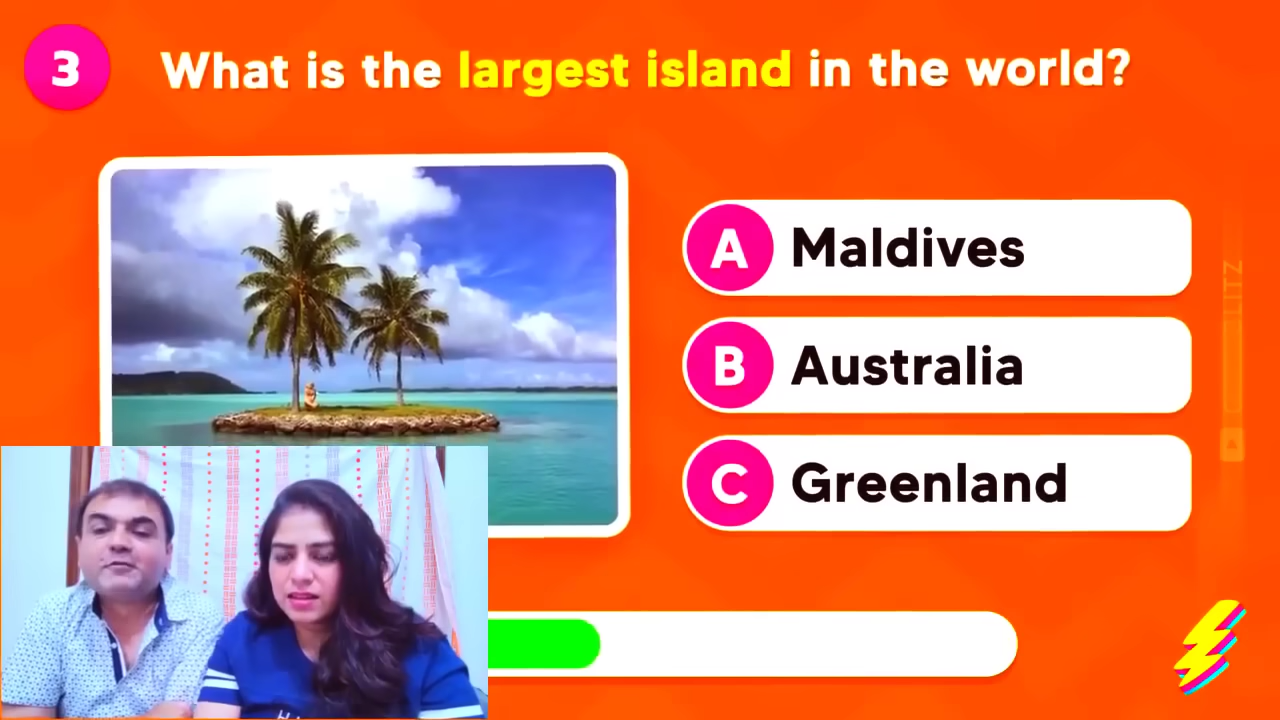 3
What is the largest island in the world?
A Maldives
B Australia
C Greenland